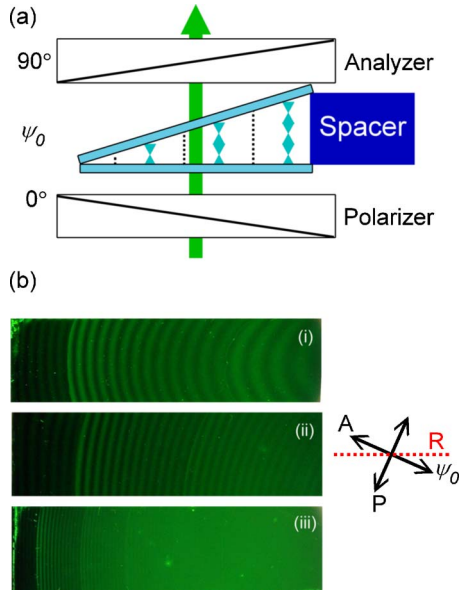 (a)
90°
Analyzer
ψ0
Spacer
0°
Polarizer
(b)
(i)
(ii)
A
R
ψ0
P
(iii)